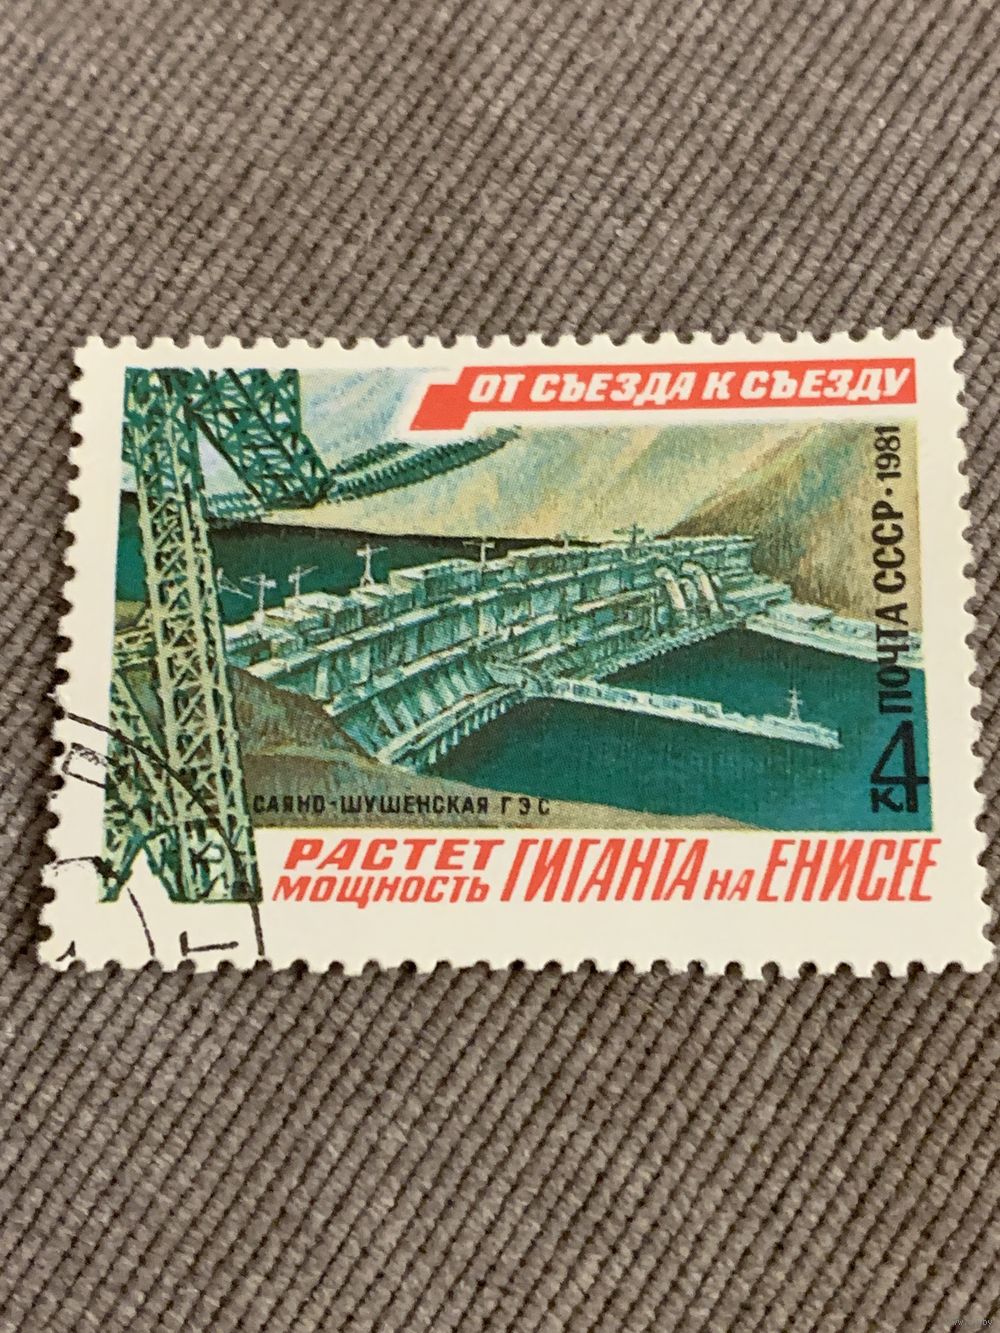 ОТ СЪЕЗДА К СЪЕЗДУ
ПОЧТА СССР·1981
4
К
САЯНО-ШУШЕНСКАЯ ГЭС
РАСТЕТ
МОЩНОСТЬ ГИГАНТА НА ЕНИСЕЕ